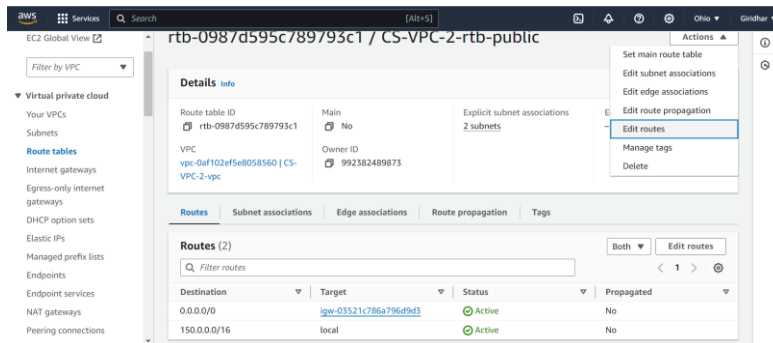 aws Services Search [Alt+S] Ohio Giridhar
EC2 Global View
Filter by VPC
Virtual private cloud
Your VPCs
Subnets
Route tables
Internet gateways
Egress-only internet
gateways
DHCP option sets
Elastic IPs
Managed prefix lists
Endpoints
Endpoint services
NAT gateways
Peering connections
rtb-0987d595c789793c1 / CS-VPC-2-rtb-public
Actions
Set main route table
Edit subnet associations
Edit edge associations
Edit route propagation
Edit routes
Manage tags
Delete
Details Info
Route table ID
rtb-0987d595c789793c1
Main
No
Explicit subnet associations
2 subnets
E
–
VPC
vpc-0af102ef5e8058560 | CS-
VPC-2-vpc
Owner ID
992382489873
Routes Subnet associations Edge associations Route propagation Tags
Routes (2)
Both Edit routes
Filter routes
1
Destination Target Status Propagated
0.0.0.0/0 igw-03521c786a796d9d3 Active No
150.0.0.0/16 local Active No